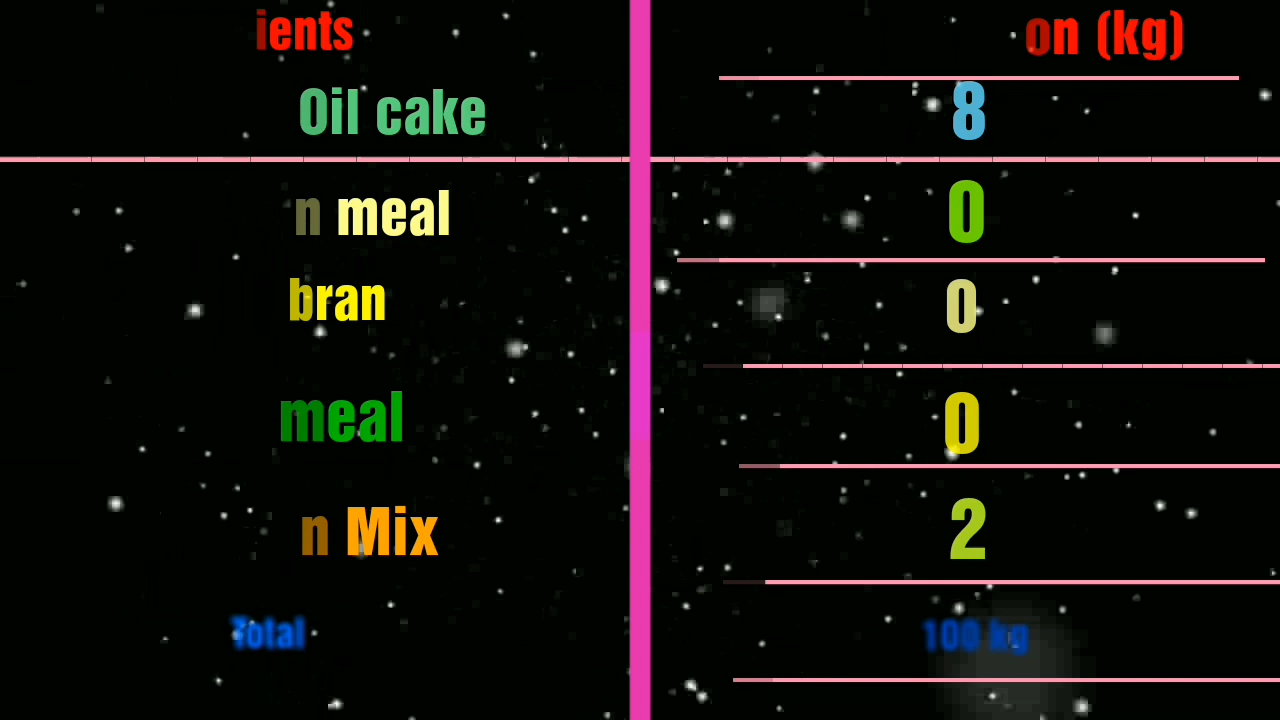 ients on (kg)
Oil cake 8
n meal 0
bran 0
meal 0
n Mix 2
Total 100 kg